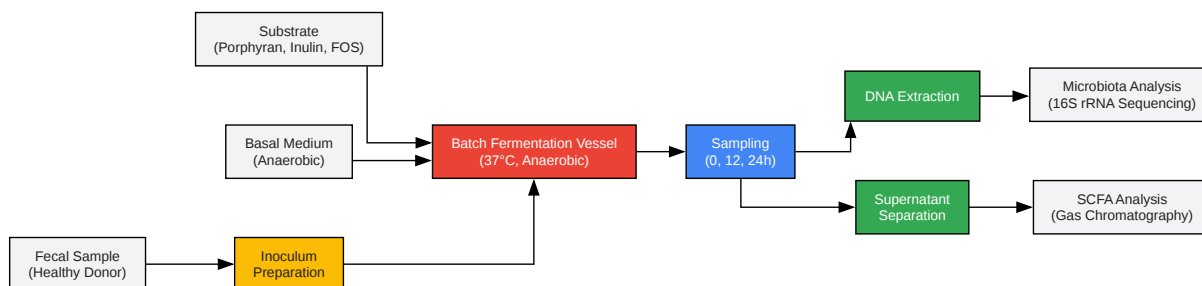 Substrate
(Porphyran, Inulin, FOS)
Basal Medium
(Anaerobic)
Fecal Sample
(Healthy Donor)
Inoculum
Preparation
Batch Fermentation Vessel
(37°C, Anaerobic)
Sampling
(0, 12, 24h)
DNA Extraction
Microbiota Analysis
(16S rRNA Sequencing)
Supernatant
Separation
SCFA Analysis
(Gas Chromatography)